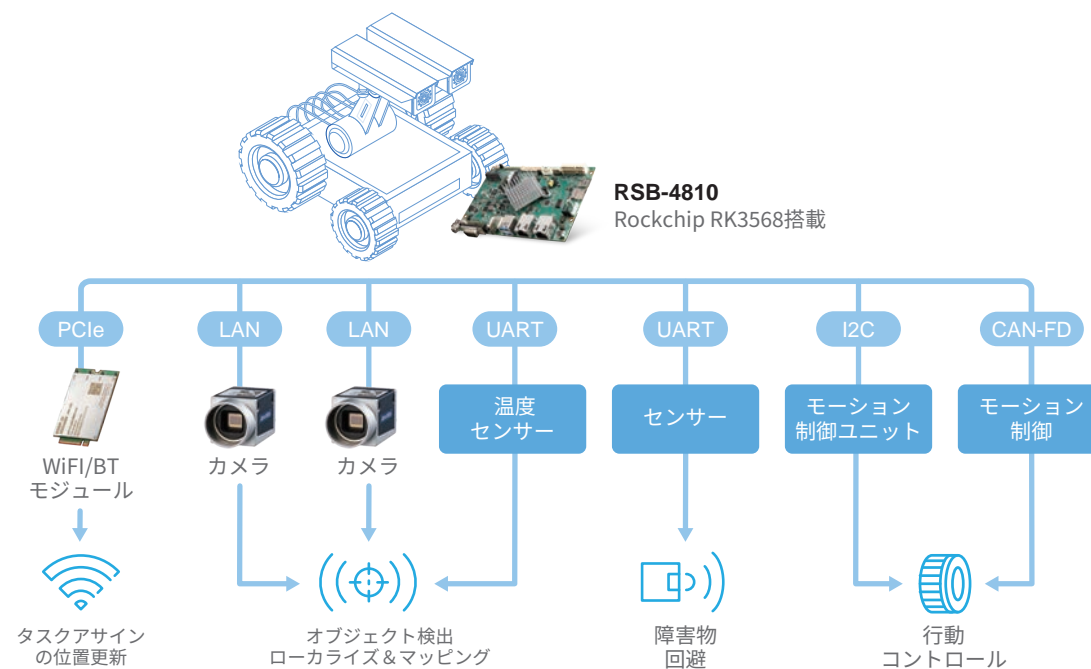 RSB-4810
Rockchip RK3568搭載
PCIe
LAN
LAN
UART
UART
I2C
CAN-FD
WiFI/BT
モジュール
カメラ
カメラ
温度
センサー
センサー
モーション
制御ユニット
モーション
制御
タスクアサイン
の位置更新
オブジェクト検出
ローカライズ＆マッピング
障害物
回避
行動
コントロール